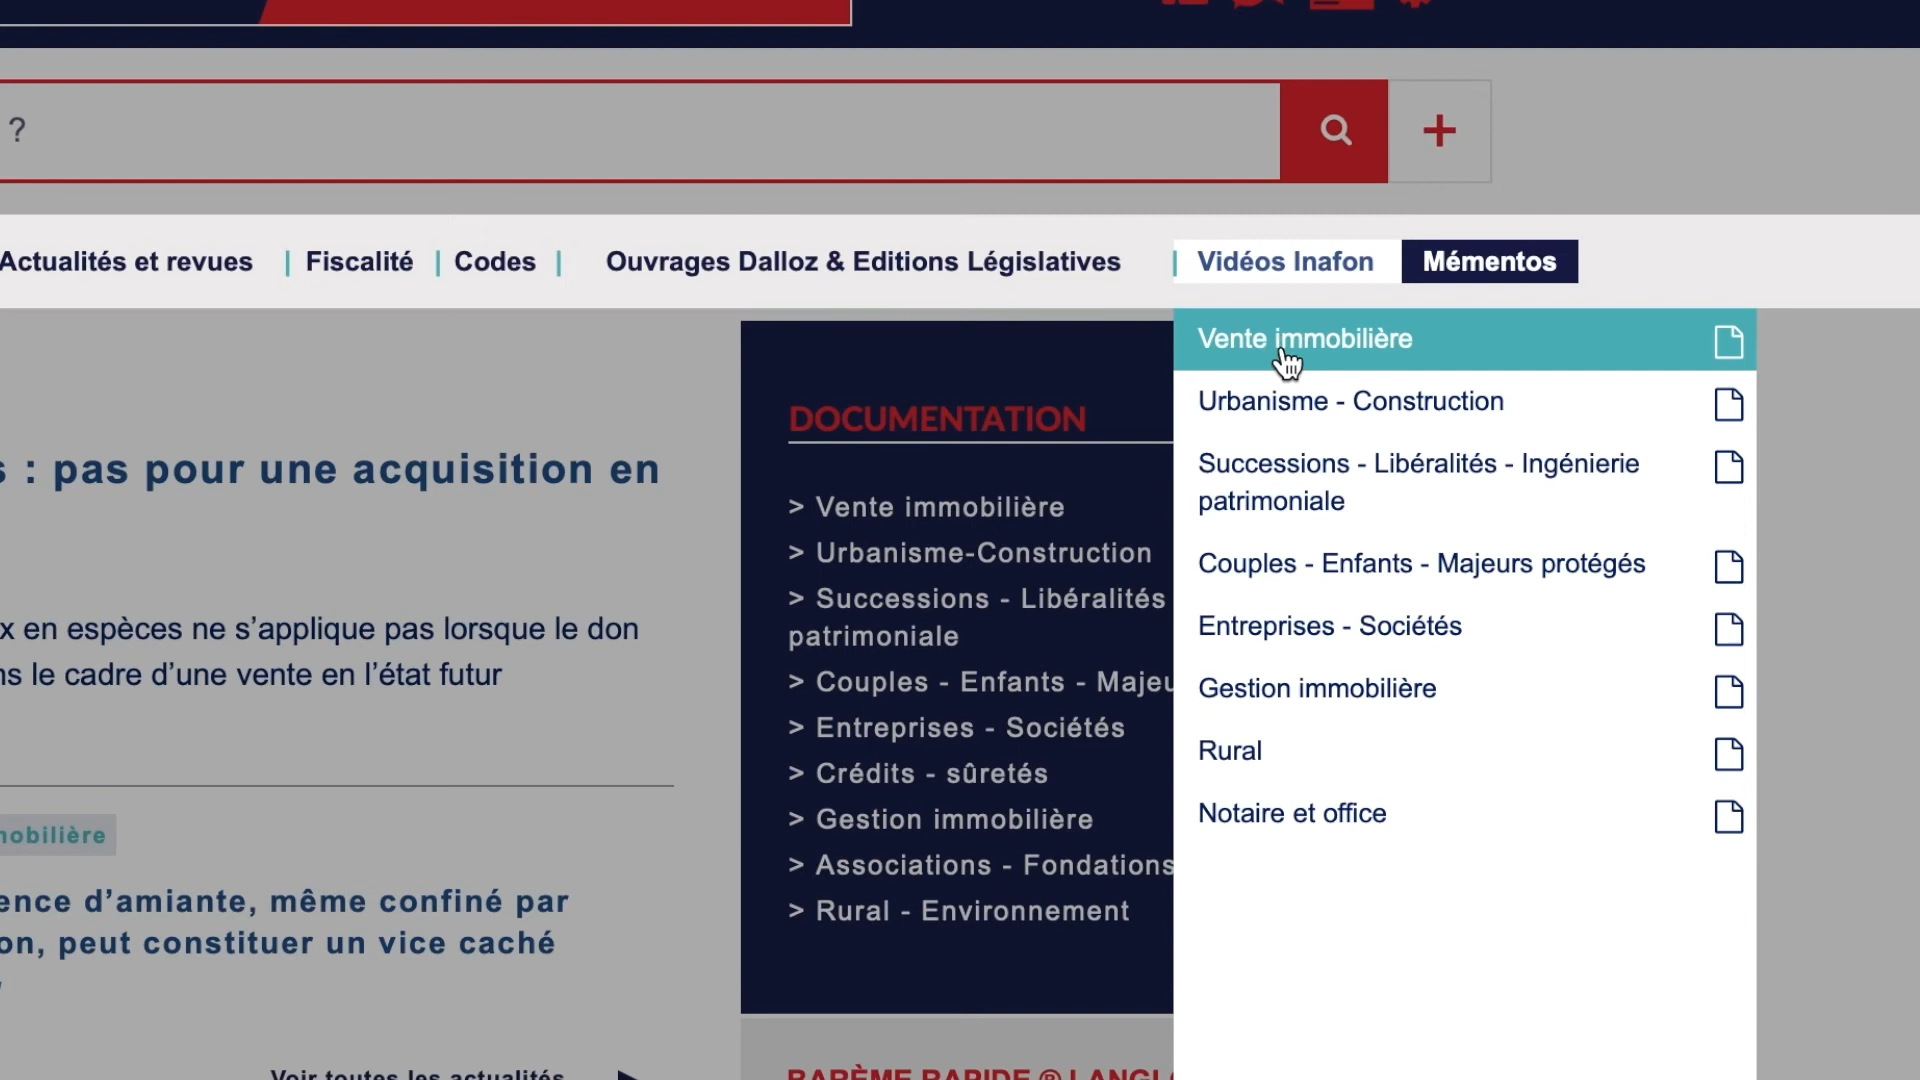 ?
Actualités et revues | Fiscalité | Codes | Ouvrages Dalloz & Editions Législatives | Vidéos Inafon Mémentos
Vente immobilière
Urbanisme - Construction
Successions - Libéralités - Ingénierie
patrimoniale
Couples - Enfants - Majeurs protégés
Entreprises - Sociétés
Gestion immobilière
Rural
Notaire et office
DOCUMENTATION
> Vente immobilière
> Urbanisme-Construction
> Successions - Libéralités
patrimoniale
> Couples - Enfants - Majeu
> Entreprises - Sociétés
> Crédits - sûretés
> Gestion immobilière
> Associations - Fondations
> Rural - Environnement
BARÈME RAPIDE ®
s : pas pour une acquisition en
x en espèces ne s’applique pas lorsque le don
ns le cadre d’une vente en l’état futur
mobilière
ence d’amiante, même confiné par
on, peut constituer un vice caché
Voir toutes les actualités